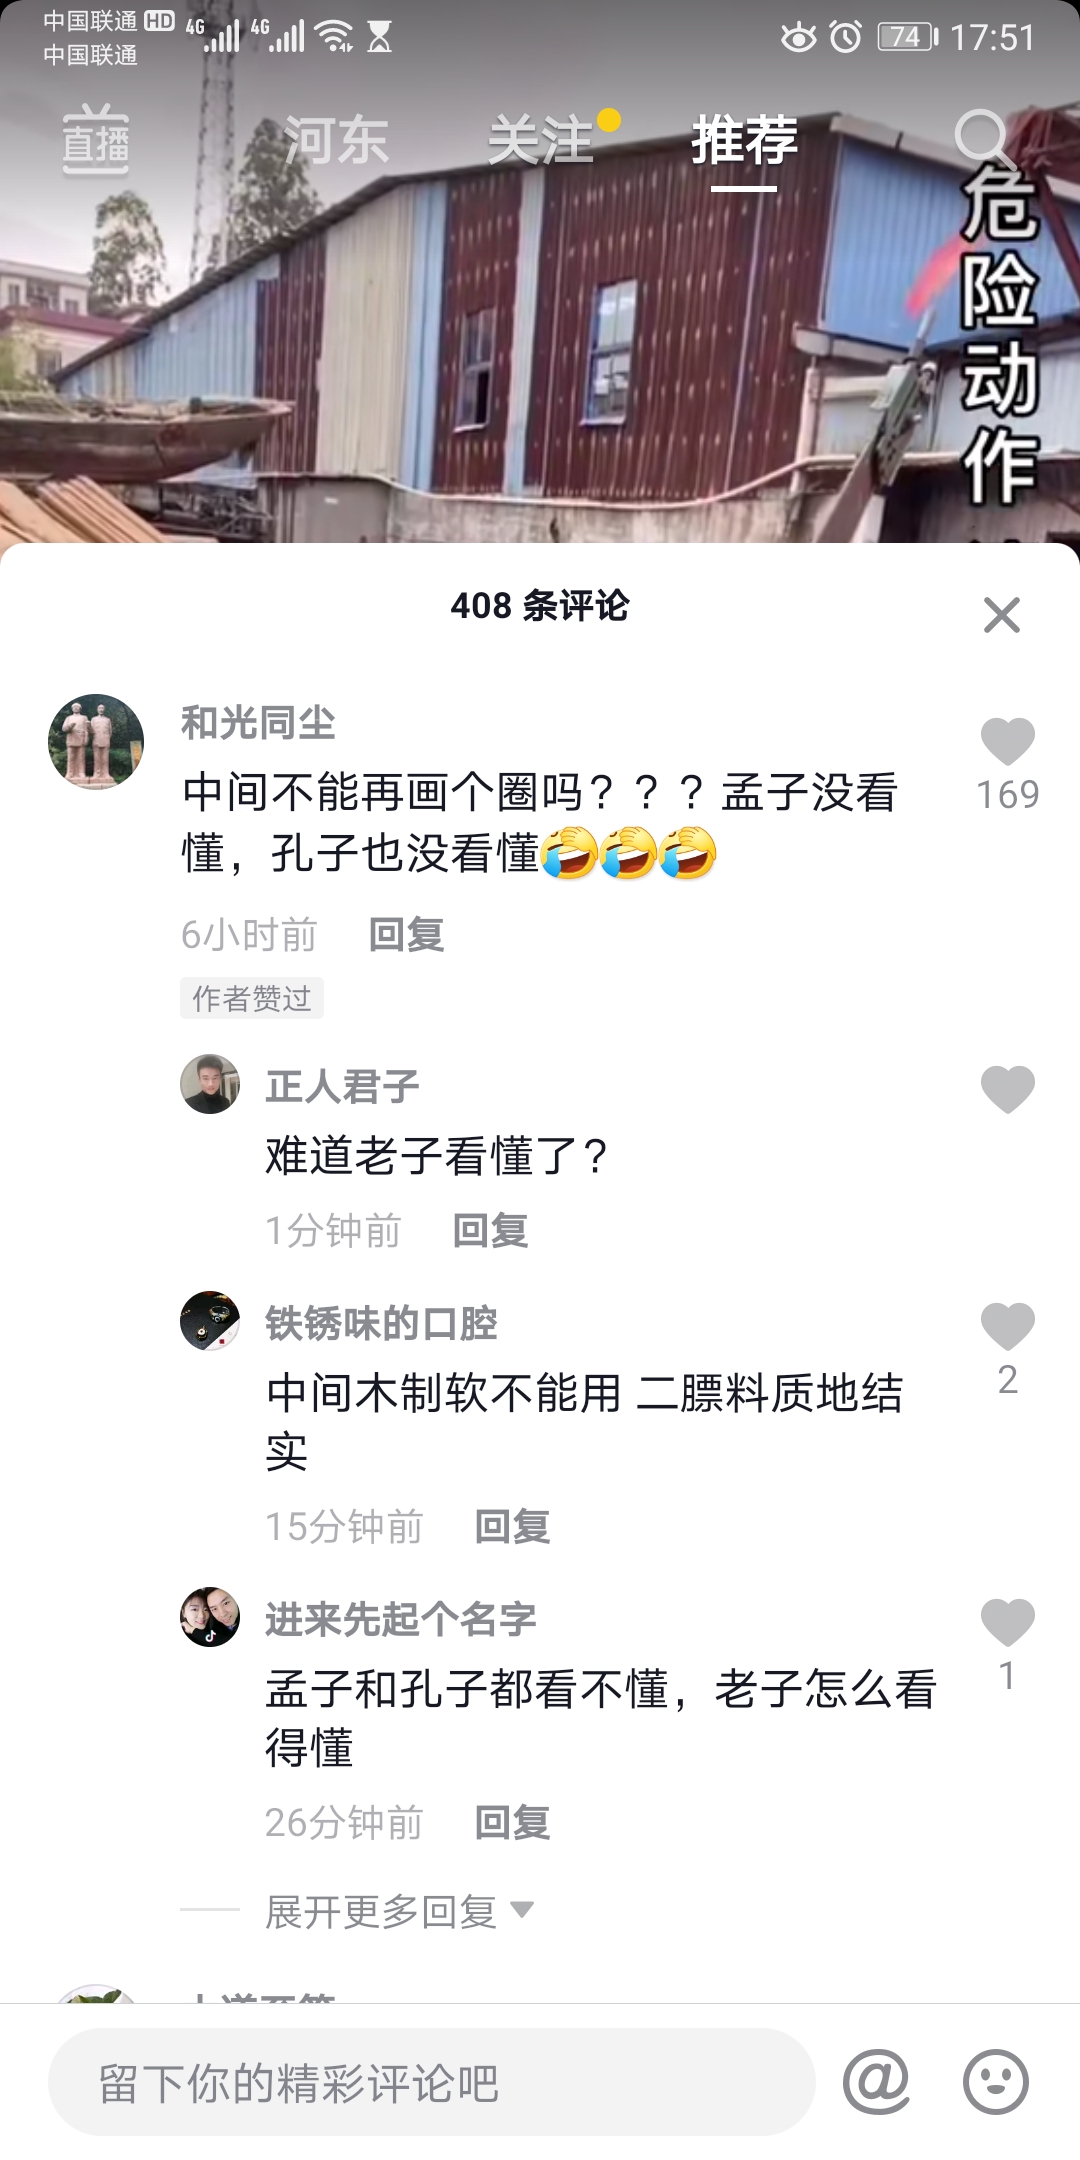 中国联通 HD 4G 4G 74 17:51
中国联通
直播 河东 关注 推荐
危险动作
408 条评论
和光同尘
中间不能再画个圈吗？？？孟子没看
懂，孔子也没看懂🤣🤣🤣
169
6小时前 回复
作者赞过
正人君子
难道老子看懂了？
1分钟前 回复
铁锈味的口腔
中间木制软不能用 二膘料质地结
实
2
15分钟前 回复
进来先起个名字
孟子和孔子都看不懂，老子怎么看
得懂
1
26分钟前 回复
展开更多回复
留下你的精彩评论吧
@